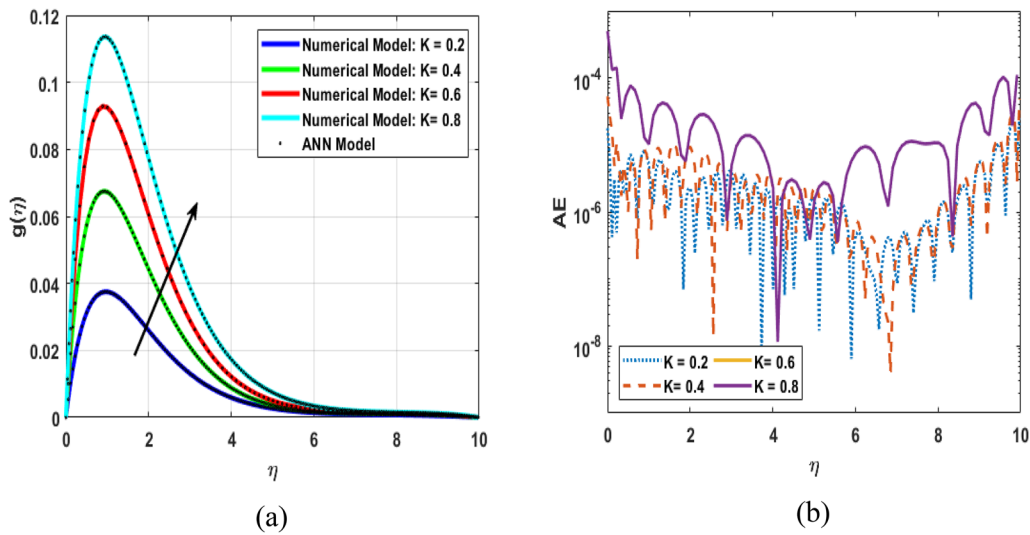 0.12
0.1
0.08
0.06
0.04
0.02
0
g(η)
Numerical Model: K = 0.2
Numerical Model: K= 0.4
Numerical Model: K= 0.6
Numerical Model: K= 0.8
ANN Model
0 2 4 6 8 10
η
(a)
10-4
10-6
10-8
AE
K = 0.2 K = 0.6
K= 0.4 K = 0.8
0 2 4 6 8 10
η
(b)